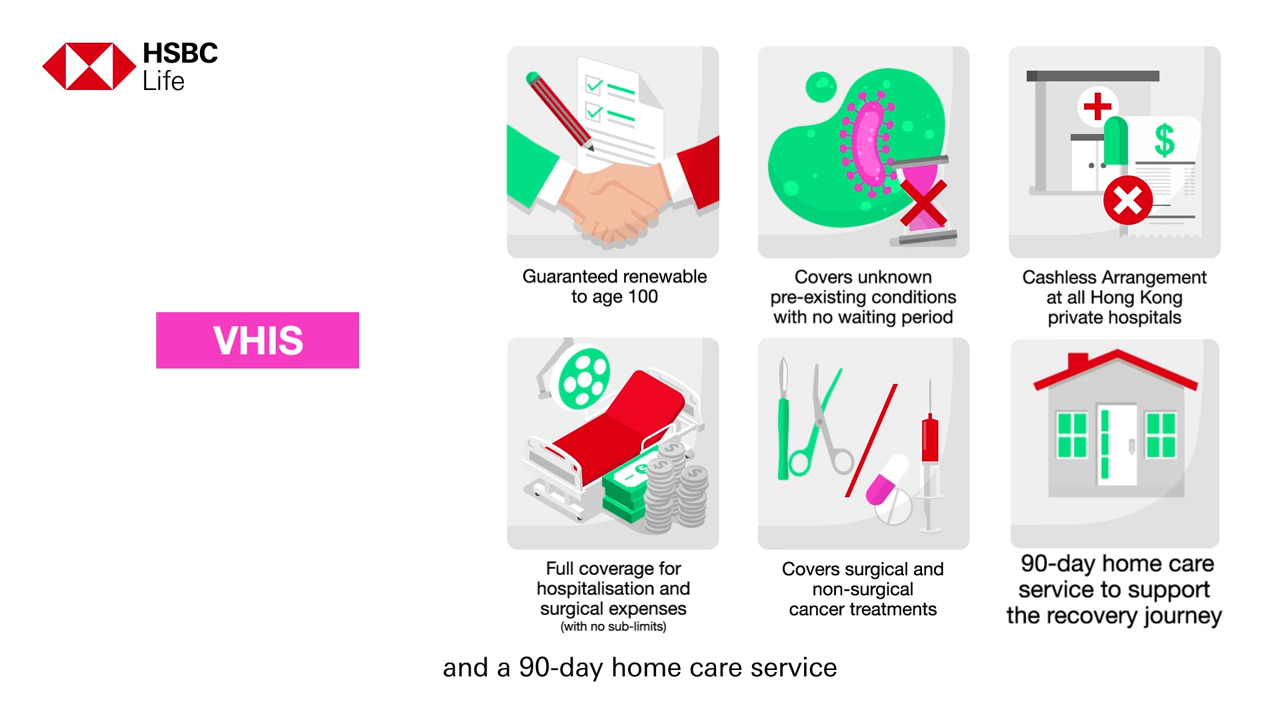 HSBC
Life
VHIS
Guaranteed renewable
to age 100
Covers unknown
pre-existing conditions
with no waiting period
$
Cashless Arrangement
at all Hong Kong
private hospitals
Full coverage for
hospitalisation and
surgical expenses
(with no sub-limits)
Covers surgical and
non-surgical
cancer treatments
90-day home care
service to support
the recovery journey
and a 90-day home care service